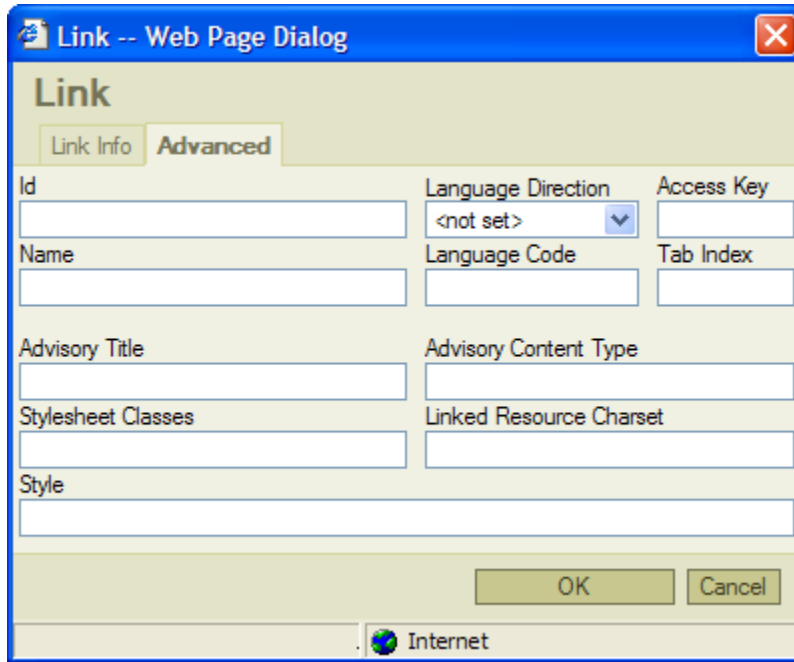 Link -- Web Page Dialog
Link
Link Info Advanced
Id Language Direction Access Key
<not set>
Name Language Code Tab Index
Advisory Title Advisory Content Type
Stylesheet Classes Linked Resource Charset
Style
OK Cancel
. Internet